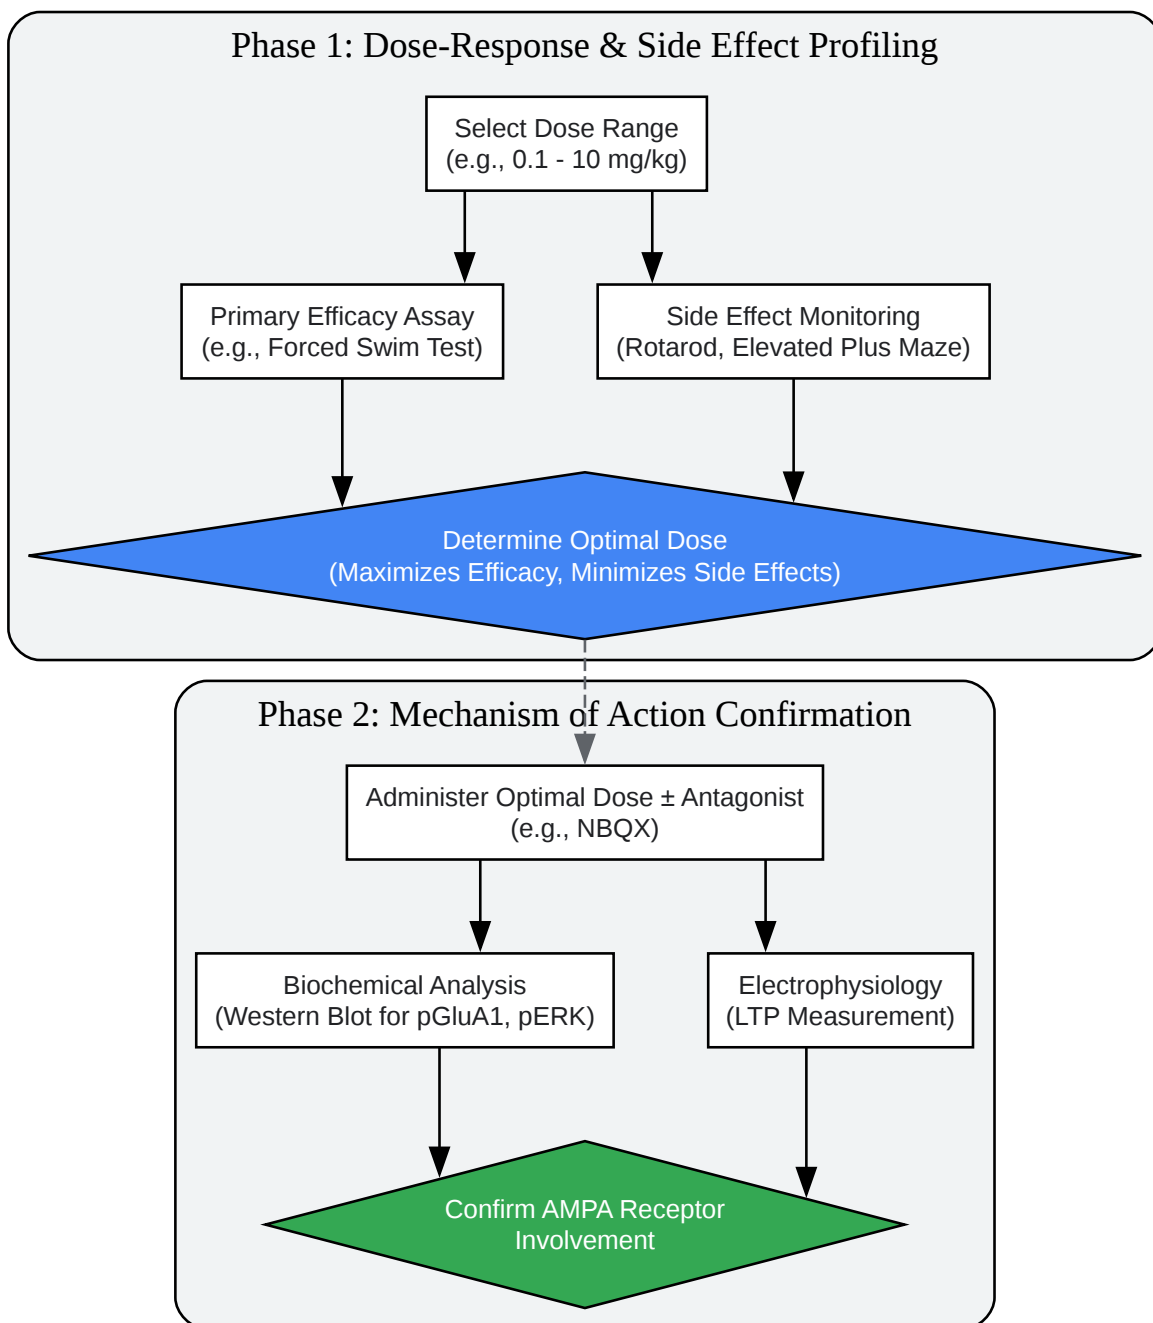 Phase 1: Dose-Response & Side Effect Profiling
Select Dose Range
(e.g., 0.1 - 10 mg/kg)
Primary Efficacy Assay
(e.g., Forced Swim Test)
Side Effect Monitoring
(Rotarod, Elevated Plus Maze)
Determine Optimal Dose
(Maximizes Efficacy, Minimizes Side Effects)
Phase 2: Mechanism of Action Confirmation
Administer Optimal Dose ± Antagonist
(e.g., NBQX)
Biochemical Analysis
(Western Blot for pGluA1, pERK)
Electrophysiology
(LTP Measurement)
Confirm AMPA Receptor
Involvement